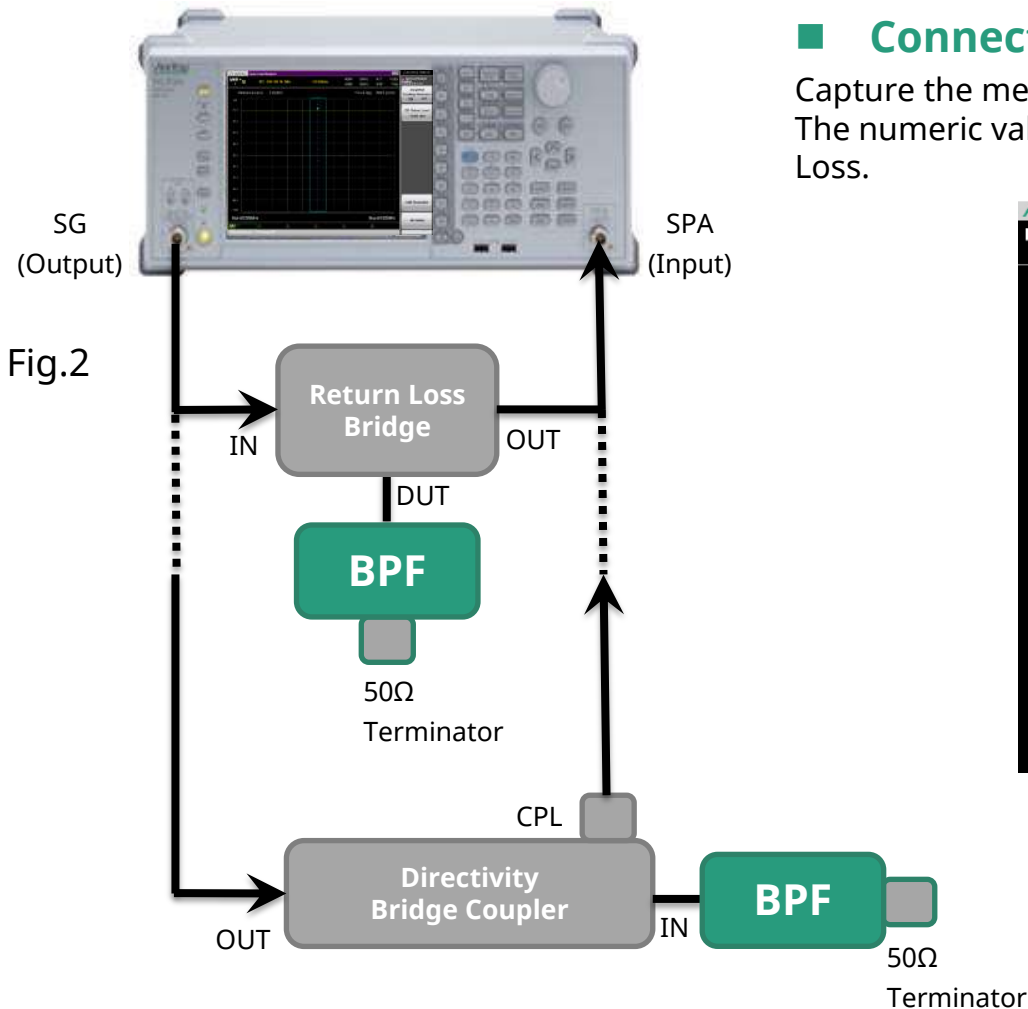 ■ Connect
Capture the me
The numeric val
Loss.
SG
(Output)
SPA
(Input)
Fig.2
Return Loss
Bridge
IN
OUT
DUT
BPF
50Ω
Terminator
CPL
Directivity
Bridge Coupler
BPF
OUT
IN
50Ω
Terminator